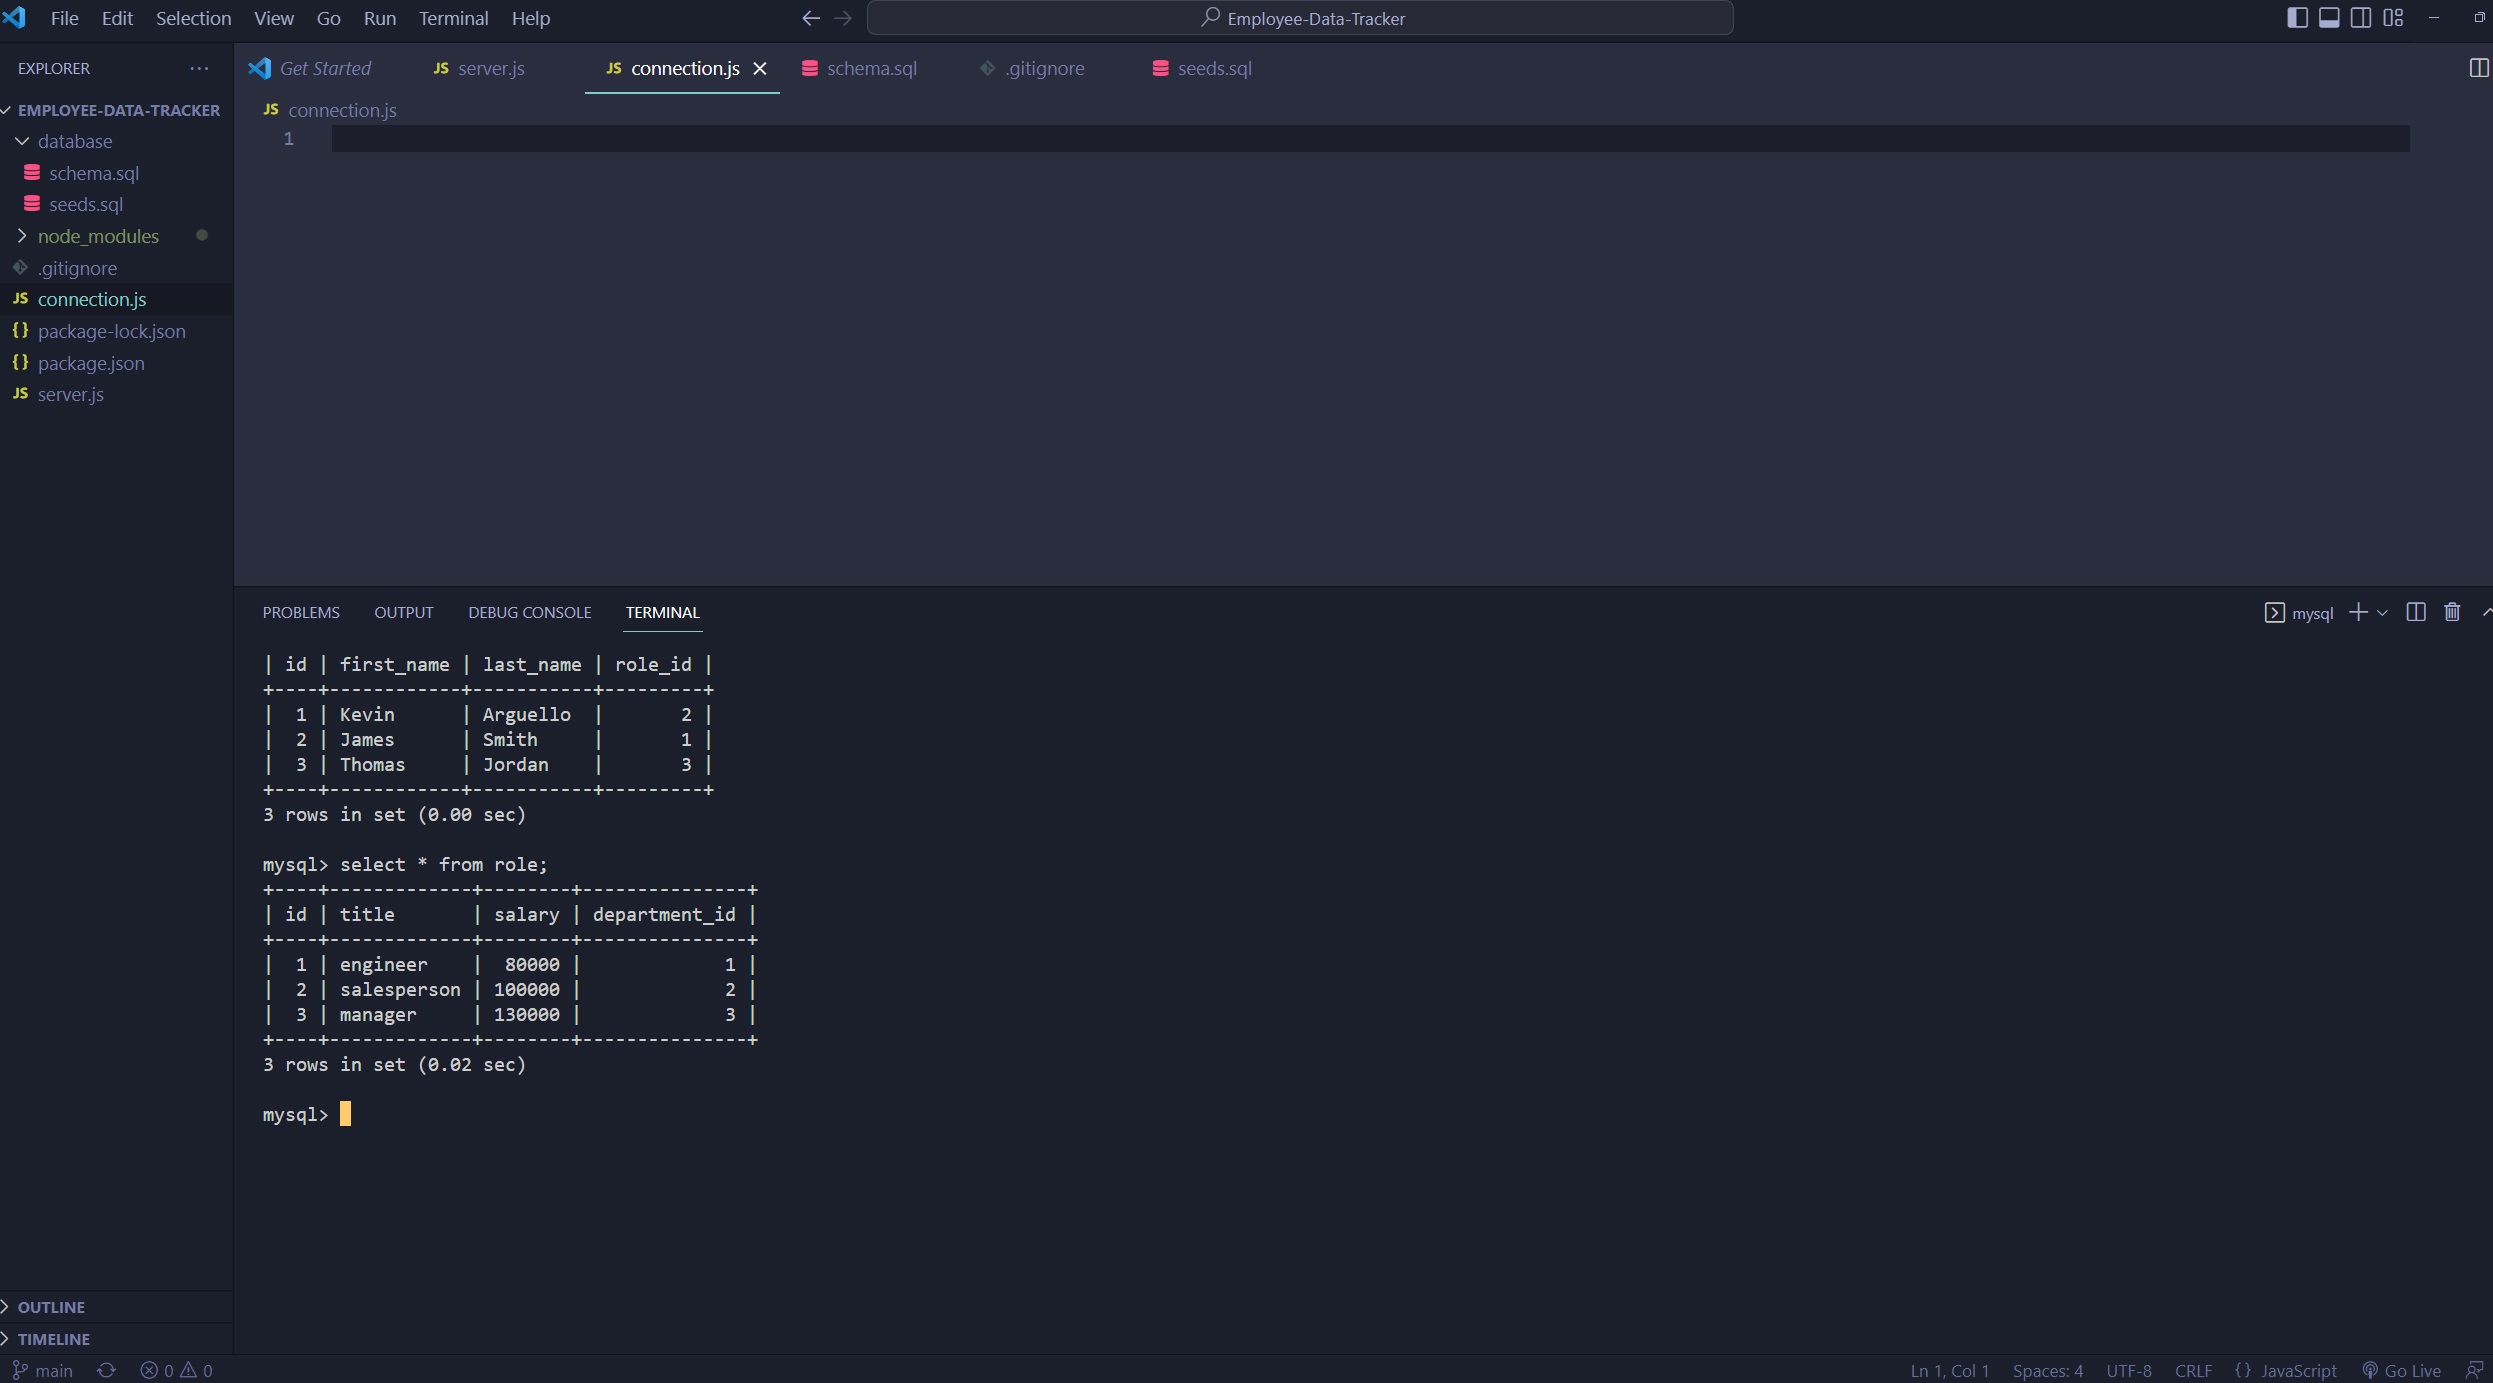 File Edit Selection View Go Run Terminal Help
Employee-Data-Tracker
EXPLORER ...
EMPLOYEE-DATA-TRACKER
database
schema.sql
seeds.sql
node_modules
.gitignore
connection.js
package-lock.json
package.json
server.js
OUTLINE
TIMELINE
Get Started JS server.js JS connection.js schema.sql .gitignore seeds.sql
JS connection.js
1
PROBLEMS OUTPUT DEBUG CONSOLE TERMINAL
mysql
| id | first_name | last_name | role_id |
+----+------------+-----------+---------+
|  1 | Kevin      | Arguello  |       2 |
|  2 | James      | Smith     |       1 |
|  3 | Thomas     | Jordan    |       3 |
+----+------------+-----------+---------+
3 rows in set (0.00 sec)
mysql> select * from role;
+----+-------------+--------+---------------+
| id | title       | salary | department_id |
+----+-------------+--------+---------------+
|  1 | engineer    |  80000 |             1 |
|  2 | salesperson | 100000 |             2 |
|  3 | manager     | 130000 |             3 |
+----+-------------+--------+---------------+
3 rows in set (0.02 sec)
mysql>
main 0 0 Ln 1, Col 1 Spaces: 4 UTF-8 CRLF {} JavaScript Go Live